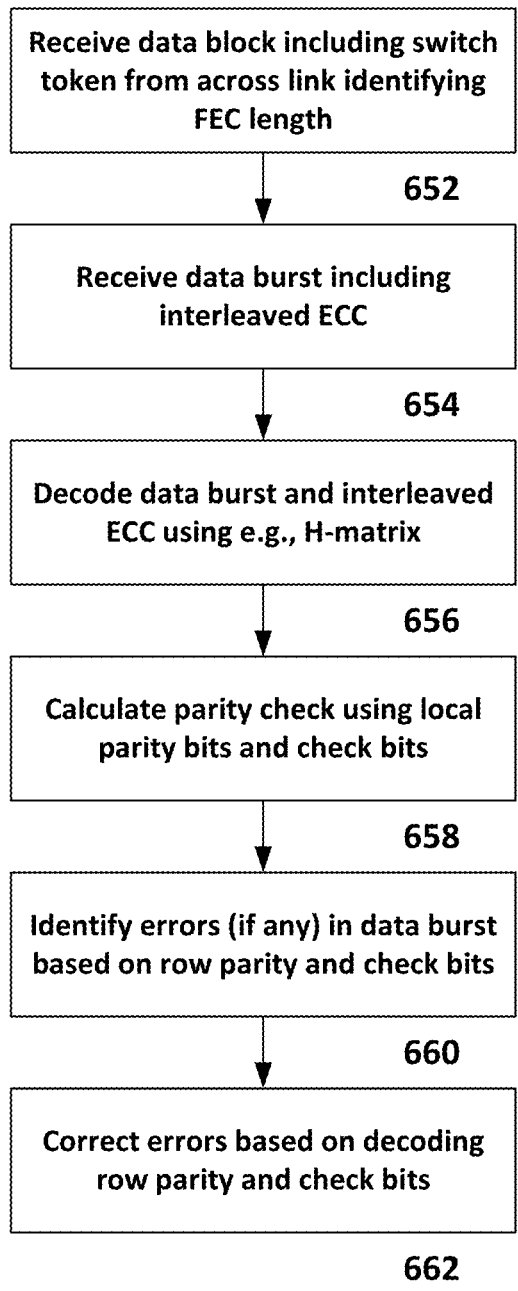 Receive data block including switch
token from across link identifying
FEC length
652
Receive data burst including
interleaved ECC
654
Decode data burst and interleaved
ECC using e.g., H-matrix
656
Calculate parity check using local
parity bits and check bits
658
Identify errors (if any) in data burst
based on row parity and check bits
660
Correct errors based on decoding
row parity and check bits
662